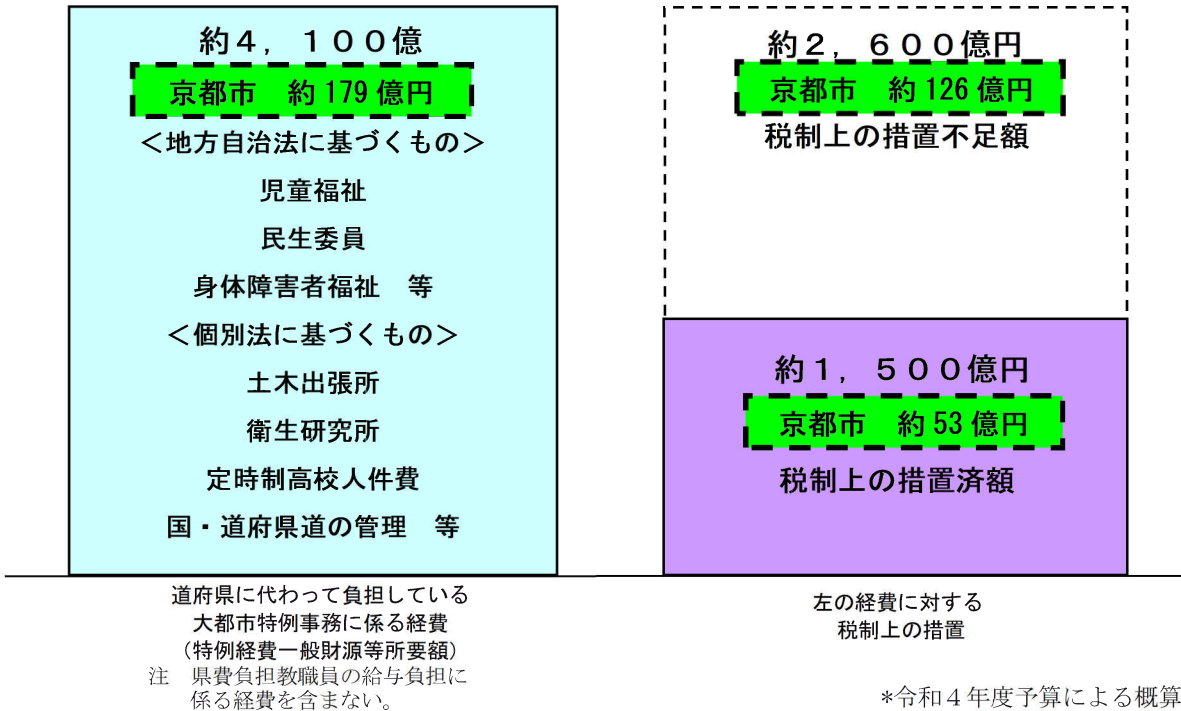 約４，１００億
京都市　約 179 億円
＜地方自治法に基づくもの＞
児童福祉
民生委員
身体障害者福祉　等
＜個別法に基づくもの＞
土木出張所
衛生研究所
定時制高校人件費
国・道府県道の管理　等
道府県に代わって負担している
大都市特例事務に係る経費
（特例経費一般財源等所要額）
注　県費負担教職員の給与負担に
係る経費を含まない。
約２，６００億円
京都市　約 126 億円
税制上の措置不足額
約１，５００億円
京都市　約 53 億円
税制上の措置済額
左の経費に対する
税制上の措置
*令和４年度予算による概算